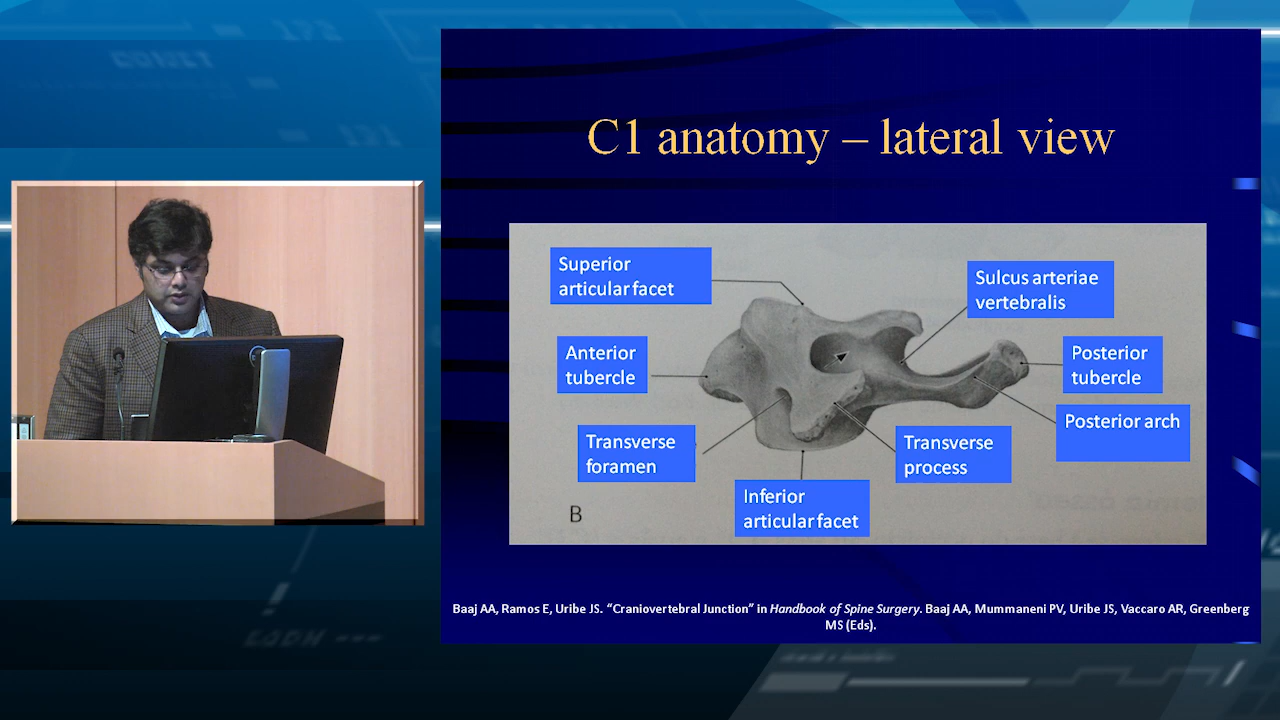 C1 anatomy – lateral view
Superior
articular facet
Sulcus arteriae
vertebralis
Anterior
tubercle
Posterior
tubercle
Posterior arch
Transverse
foramen
Transverse
process
Inferior
articular facet
B
Baaj AA, Ramos E, Uribe JS. “Craniovertebral Junction” in Handbook of Spine Surgery. Baaj AA, Mummaneni PV, Uribe JS, Vaccaro AR, Greenberg
MS (Eds).